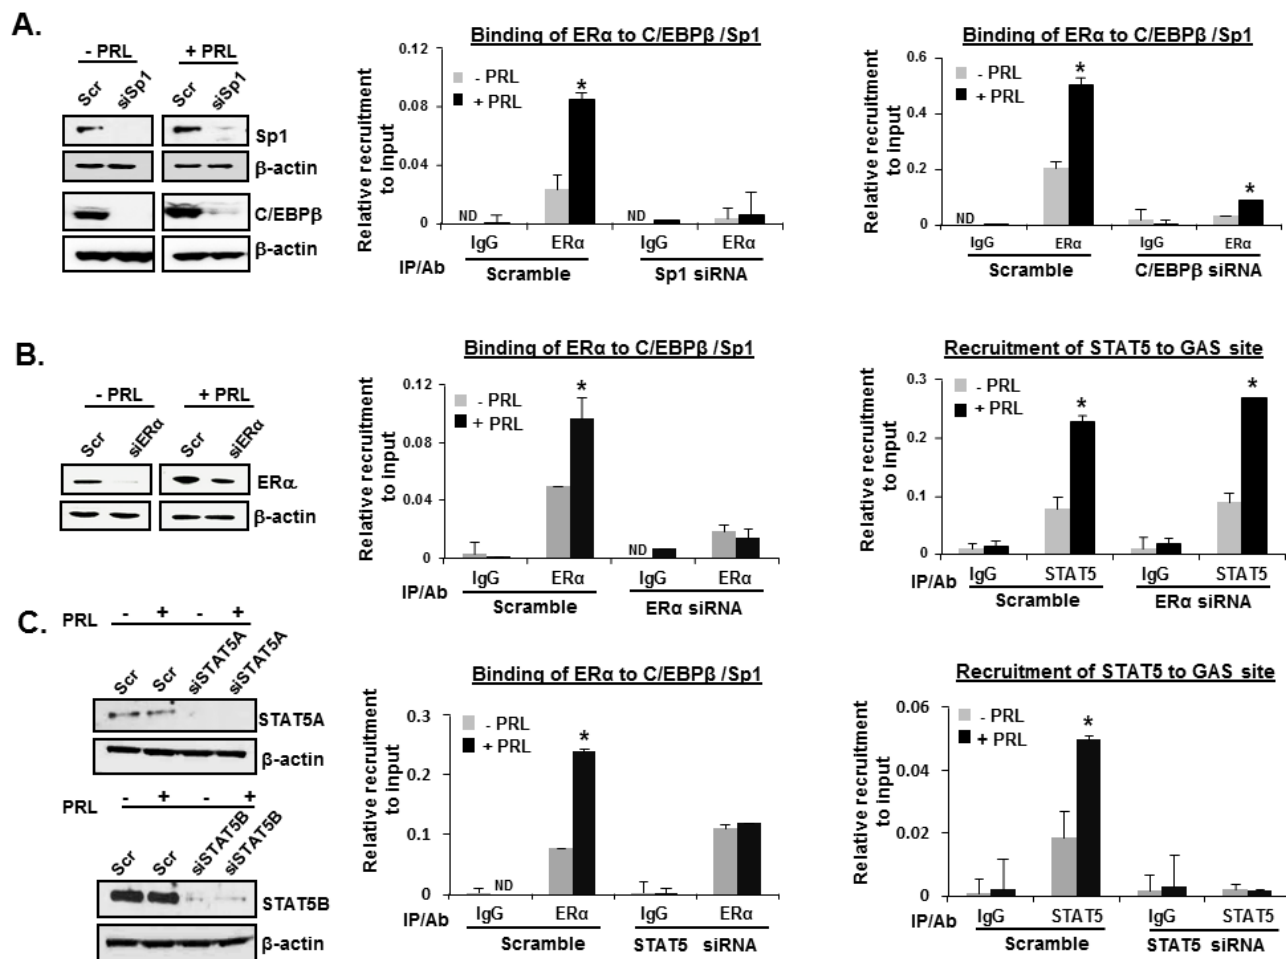 A.
- PRL
+ PRL
Scr
siSp1
Scr
siSp1
Sp1
β-actin
C/EBPβ
β-actin
Binding of ERα to C/EBPβ /Sp1
Relative recruitment
to input
0.12
0.08
0.04
0
- PRL
+ PRL
*
ND
ND
IgG
ERα
IgG
ERα
IP/Ab
Scramble
Sp1 siRNA
Binding of ERα to C/EBPβ /Sp1
Relative recruitment
to input
0.6
0.4
0.2
0.0
- PRL
+ PRL
*
*
ND
IgG
ERα
IgG
ERα
Scramble
C/EBPβ siRNA
B.
- PRL
+ PRL
Scr
siERα
Scr
siERα
ERα
β-actin
Binding of ERα to C/EBPβ /Sp1
Relative recruitment
to input
0.12
0.08
0.04
0
- PRL
+ PRL
*
ND
IgG
ERα
IgG
ERα
IP/Ab
Scramble
ERα siRNA
Recruitment of STAT5 to GAS site
Relative recruitment
to input
0.3
0.2
0.1
0
- PRL
+ PRL
*
*
IgG
STAT5
IgG
STAT5
IP/Ab
Scramble
ERα siRNA
C.
PRL
- + - +
Scr
Scr
siSTAT5A
siSTAT5A
STAT5A
β-actin
PRL
- + - +
Scr
Scr
siSTAT5B
siSTAT5B
STAT5B
β-actin
Binding of ERα to C/EBPβ /Sp1
Relative recruitment
to input
0.3
0.2
0.1
0
- PRL
+ PRL
*
ND
IgG
ERα
IgG
ERα
IP/Ab
Scramble
STAT5 siRNA
Recruitment of STAT5 to GAS site
Relative recruitment
to input
0.06
0.04
0.02
0
- PRL
+ PRL
*
IgG
STAT5
IgG
STAT5
IP/Ab
Scramble
STAT5 siRNA